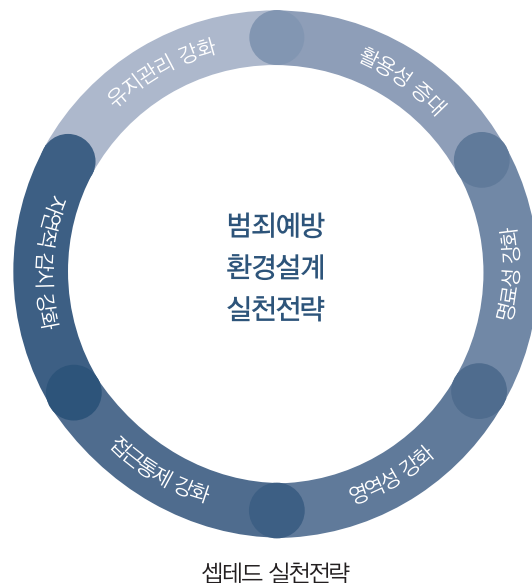 유지관리 강화
활용성 증대
명료성 강화
영역성 강화
접근통제 강화
자연적 감시 강화
범죄예방
환경설계
실천전략
셉테드 실천전략